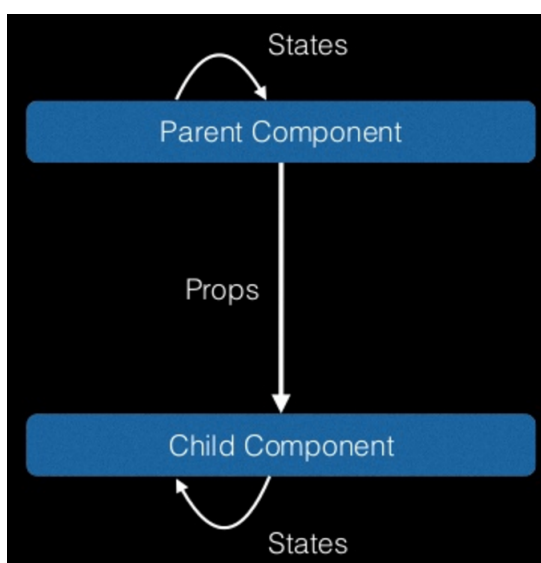 States
Parent Component
Props
Child Component
States